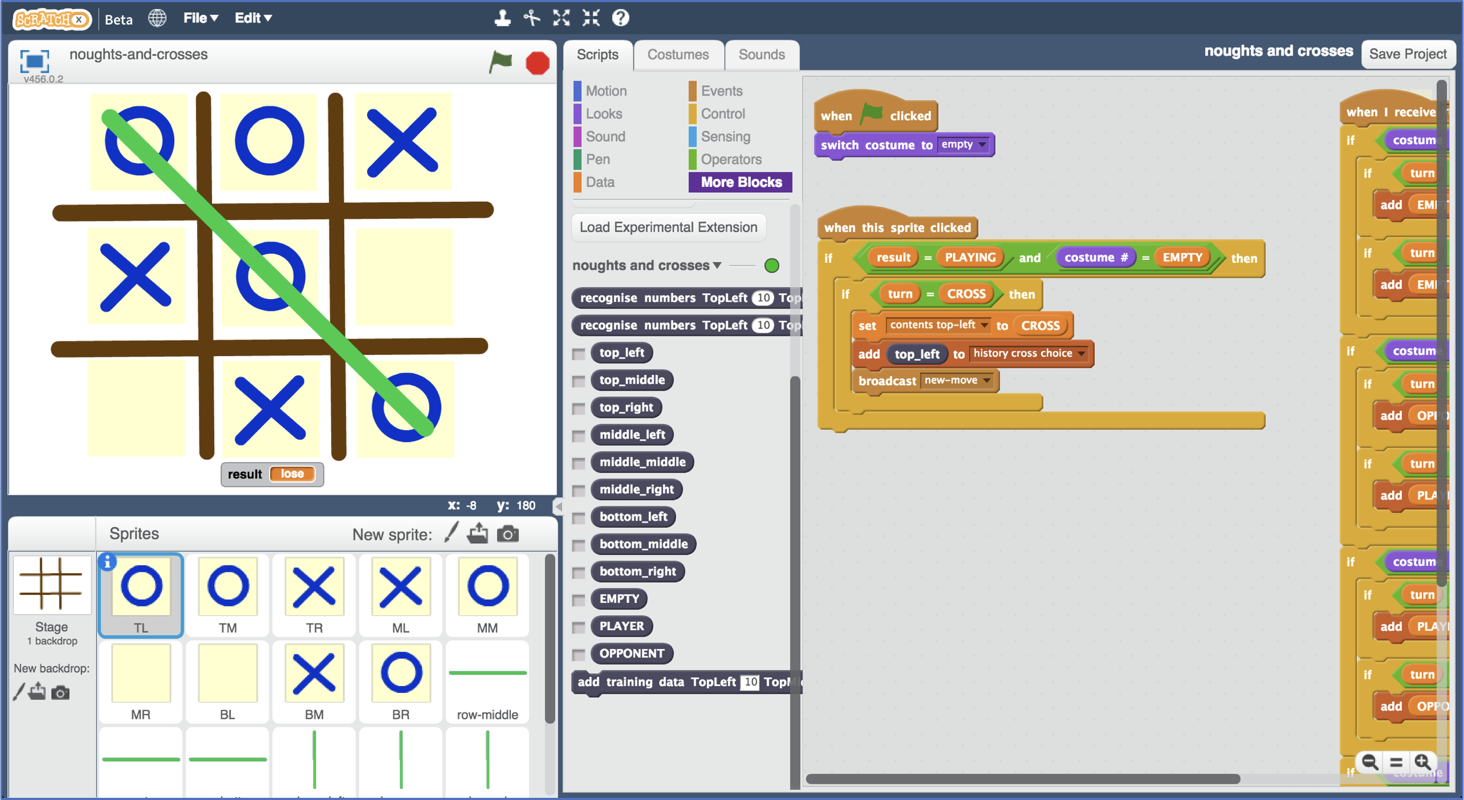 SCRATCHX Beta File▼ Edit▼
noughts-and-crosses
v456.0.2
result lose
x: -8 y: 180
Sprites New sprite:
Stage
1 backdrop
New backdrop:
TL TM TR ML MM
MR BL BM BR row-middle
Scripts Costumes Sounds
noughts and crosses Save Project
Motion Events
Looks Control
Sound Sensing
Pen Operators
Data More Blocks
Load Experimental Extension
noughts and crosses▼
recognise numbers TopLeft 10 Top
recognise numbers TopLeft 10 Top
top_left
top_middle
top_right
middle_left
middle_middle
middle_right
bottom_left
bottom_middle
bottom_right
EMPTY
PLAYER
OPPONENT
add training data TopLeft 10 TopM
when clicked
switch costume to empty
when this sprite clicked
if result = PLAYING and costume # = EMPTY then
if turn = CROSS then
set contents top-left to CROSS
add top_left to history cross choice
broadcast new-move
when I receive
if costum
if turn
add EM
if turn
add EM
if costum
if turn
add OPPO
if turn
add PLA
if costum
if turn
add PLAY
if turn
add OPPO
if costume